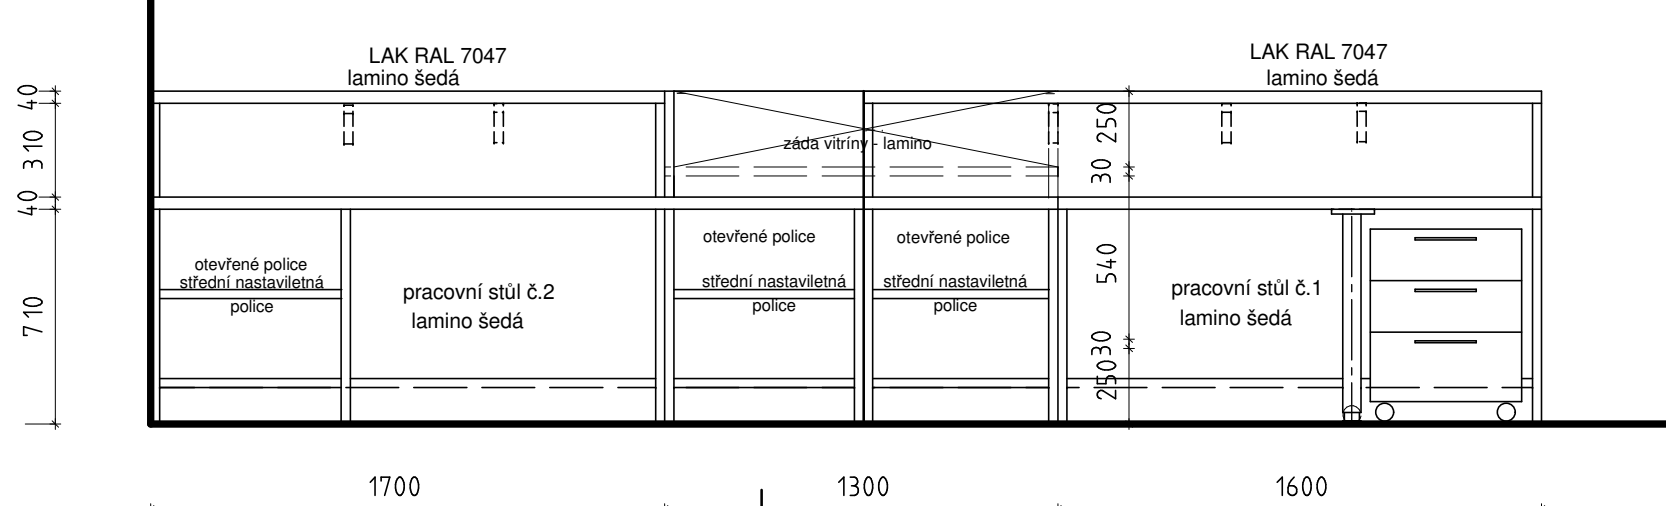 LAK RAL 7047
lamino šedá
LAK RAL 7047
lamino šedá
40
310
40
710
záda vitríny - lamino
250
30
540
30
250
otevřené police
střední nastaviletná
police
pracovní stůl č.2
lamino šedá
otevřené police
střední nastaviletná
police
otevřené police
střední nastaviletná
police
pracovní stůl č.1
lamino šedá
1700
1300
1600